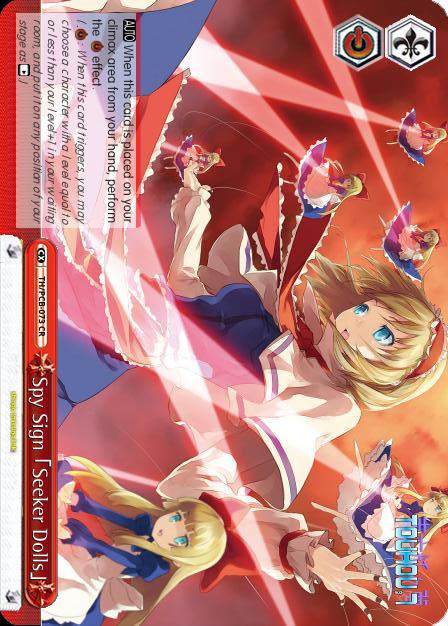 [AUTO] When this card is placed on your
climax area from your hand, perform
the effect.
( : When this card triggers, you may
choose a character with a level equal to
or less than your level+1 in your waiting
room, and put it on any position of your
stage as .)
CX
TH/PCB-073 CR
Spy Sign「Seeker Dolls」
TOUHOU